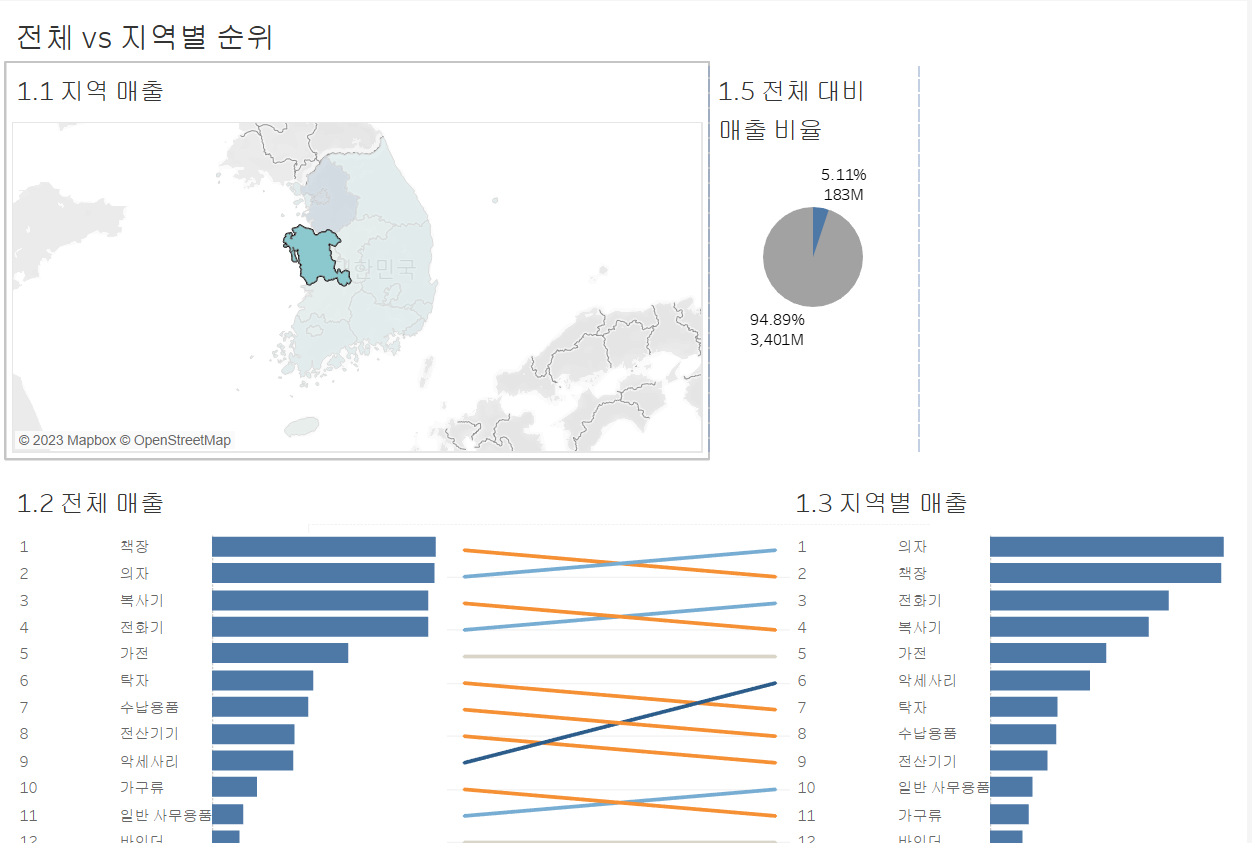 전체 vs 지역별 순위
1.1 지역 매출
1.5 전체 대비
매출 비율
5.11%
183M
94.89%
3,401M
한민국
© 2023 Mapbox © OpenStreetMap
1.2 전체 매출
1 책장
2 의자
3 복사기
4 전화기
5 가전
6 탁자
7 수납용품
8 전산기기
9 악세사리
10 가구류
11 일반 사무용품
12 바인더
1.3 지역별 매출
1 의자
2 책장
3 전화기
4 복사기
5 가전
6 악세사리
7 탁자
8 수납용품
9 전산기기
10 일반 사무용품
11 가구류
12 바인더